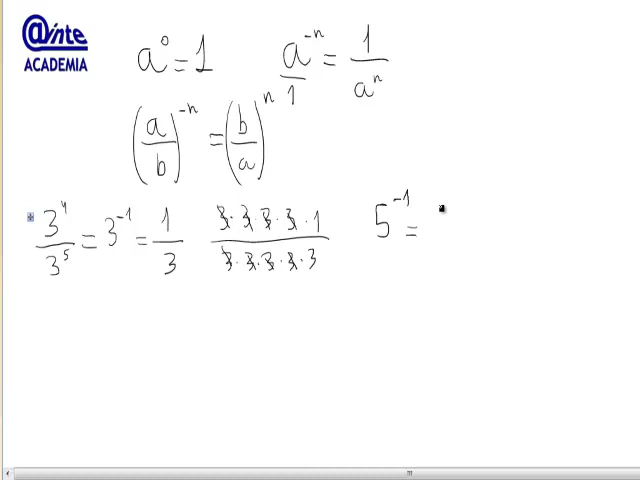 @inte
ACADEMIA
a⁰ = 1
a⁻ⁿ/1 = 1/aⁿ
(a/b)⁻ⁿ = (b/a)ⁿ
3⁴/3⁵ = 3⁻¹ = 1/3
3·3·3·3·1/3·3·3·3·3
5⁻¹ =